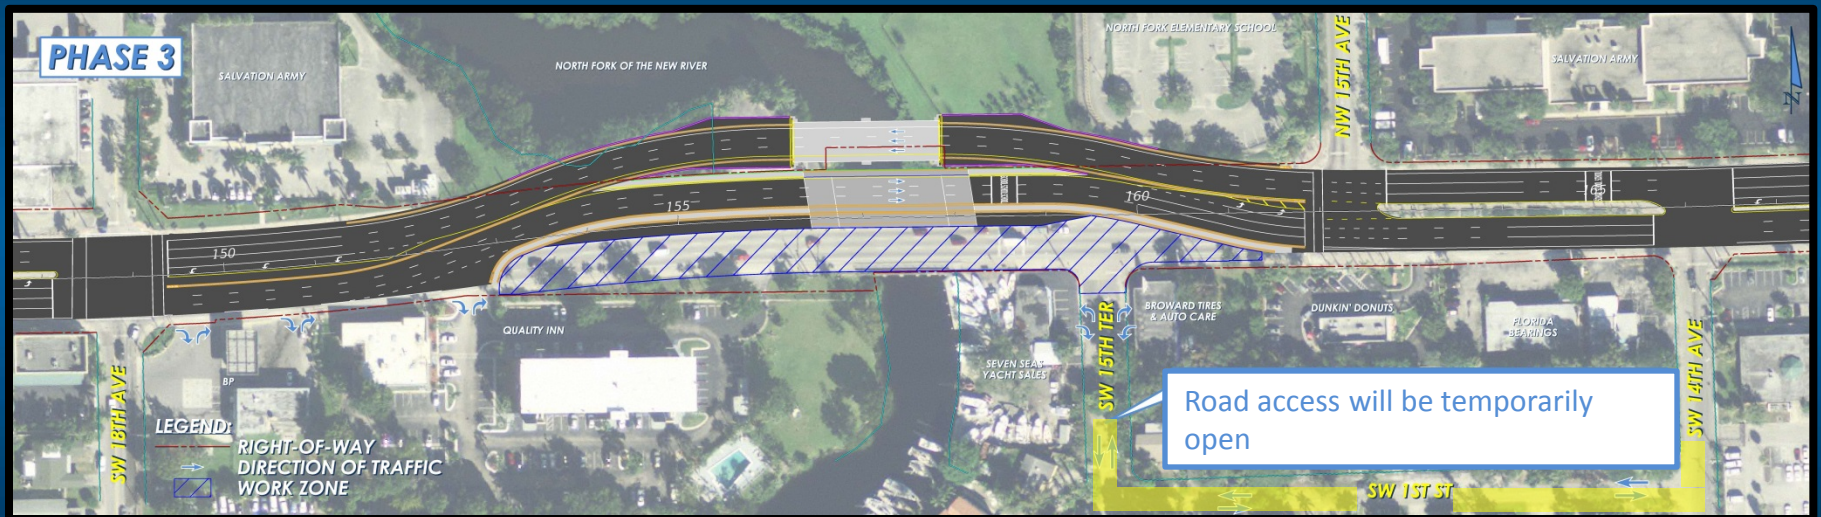 PHASE 3
SALVATION ARMY
NORTH FORK OF THE NEW RIVER
NORTH FORK ELEMENTARY SCHOOL
NW 15TH AVE
SALVATION ARMY
N
150
155
160
165
QUALITY INN
BP
SEVEN SEAS
YACHT SALES
SW 15TH TER
BROWARD TIRES
& AUTO CARE
DUNKIN' DONUTS
FLORIDA
BEARINGS
SW 14TH AVE
SW 18TH AVE
Road access will be temporarily
open
LEGEND:
RIGHT-OF-WAY
DIRECTION OF TRAFFIC
WORK ZONE
SW 1ST ST